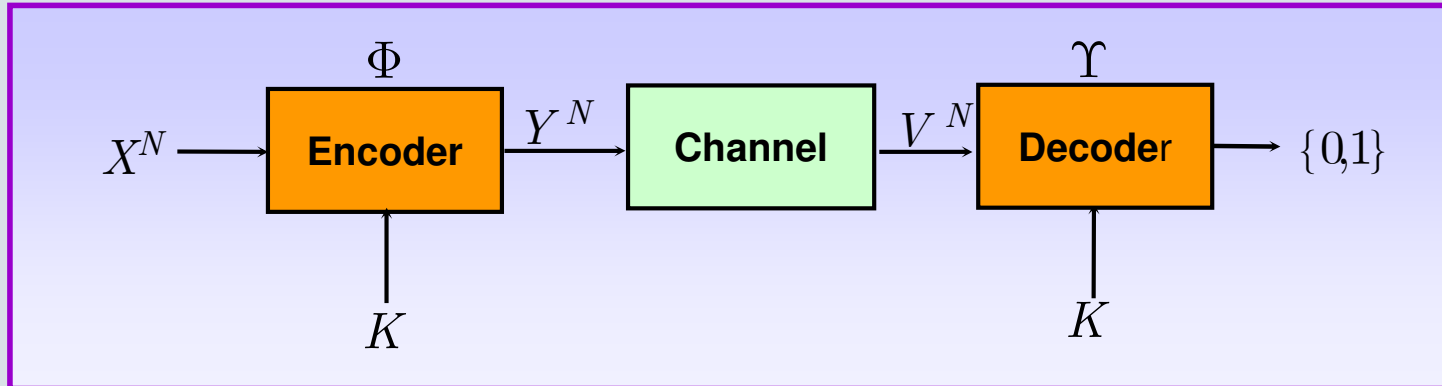 Φ ϒ
X^N Encoder Y^N Channel V^N Decoder {0,1}
K K